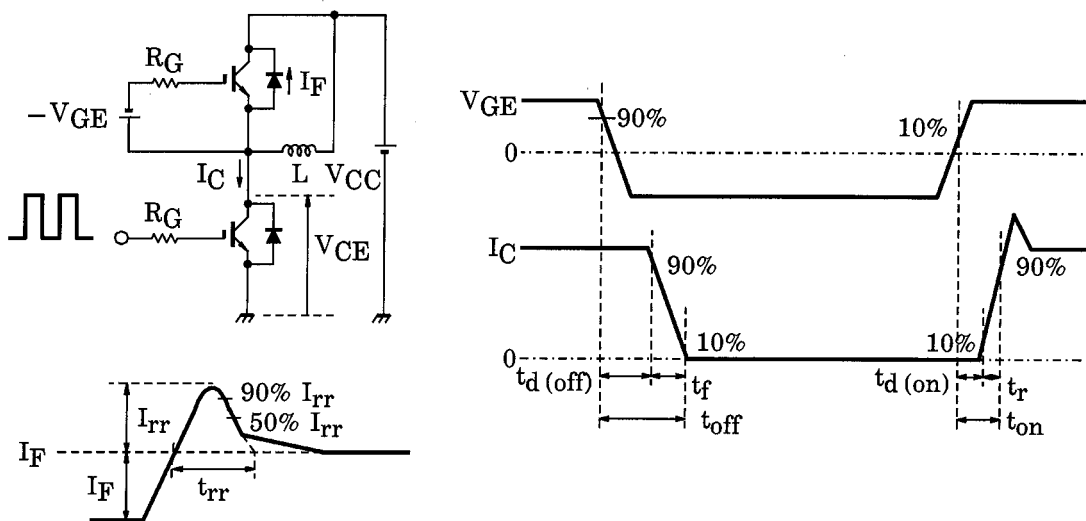 R_G
I_F
−V_GE
I_C
L
V_CC
R_G
V_CE
V_GE
90%
10%
0
I_C
90%
90%
10%
10%
0
t_d (off)
t_f
t_d (on)
t_r
t_off
t_on
90% I_rr
50% I_rr
I_rr
I_F
I_F
t_rr